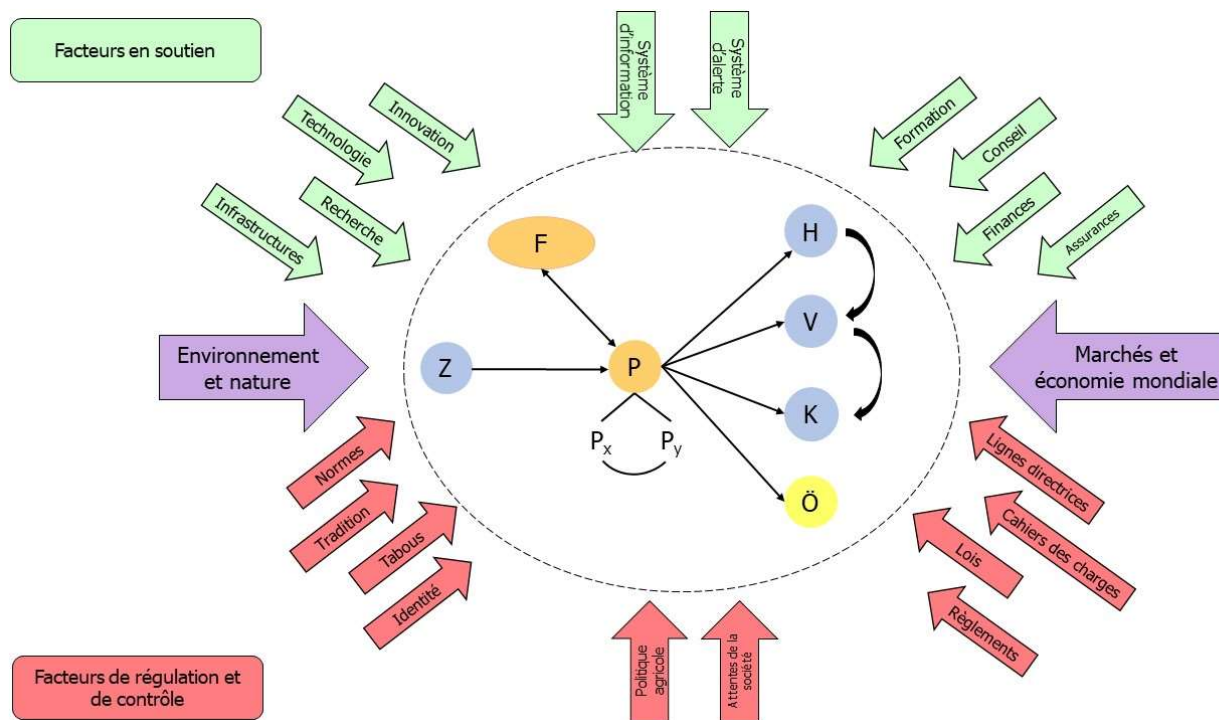 Facteurs en soutien
Système
d'information
Système
d'alerte
Innovation
Technologie
Recherche
Infrastructures
Formation
Conseil
Finances
Assurances
F
H
V
Z
P
K
Px
Py
Ö
Environnement
et nature
Marchés et
économie mondiale
Normes
Tradition
Tabous
Identité
Lignes directrices
Cahiers des charges
Lois
Règlements
Politique
agricole
Attentes de la
société
Facteurs de régulation et
de contrôle